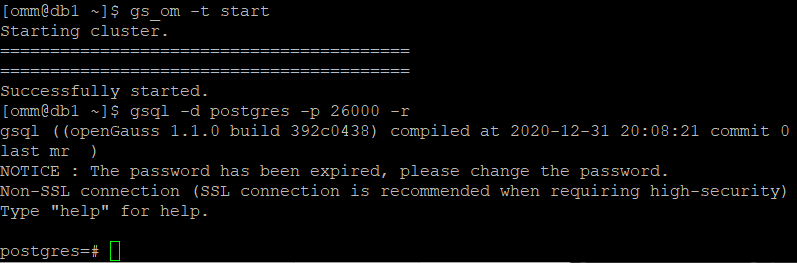 [omm@db1 ~]$ gs_om -t start
Starting cluster.
=========================================
=========================================
Successfully started.
[omm@db1 ~]$ gsql -d postgres -p 26000 -r
gsql ((openGauss 1.1.0 build 392c0438) compiled at 2020-12-31 20:08:21 commit 0
last mr  )
NOTICE : The password has been expired, please change the password.
Non-SSL connection (SSL connection is recommended when requiring high-security)
Type "help" for help.
postgres=#